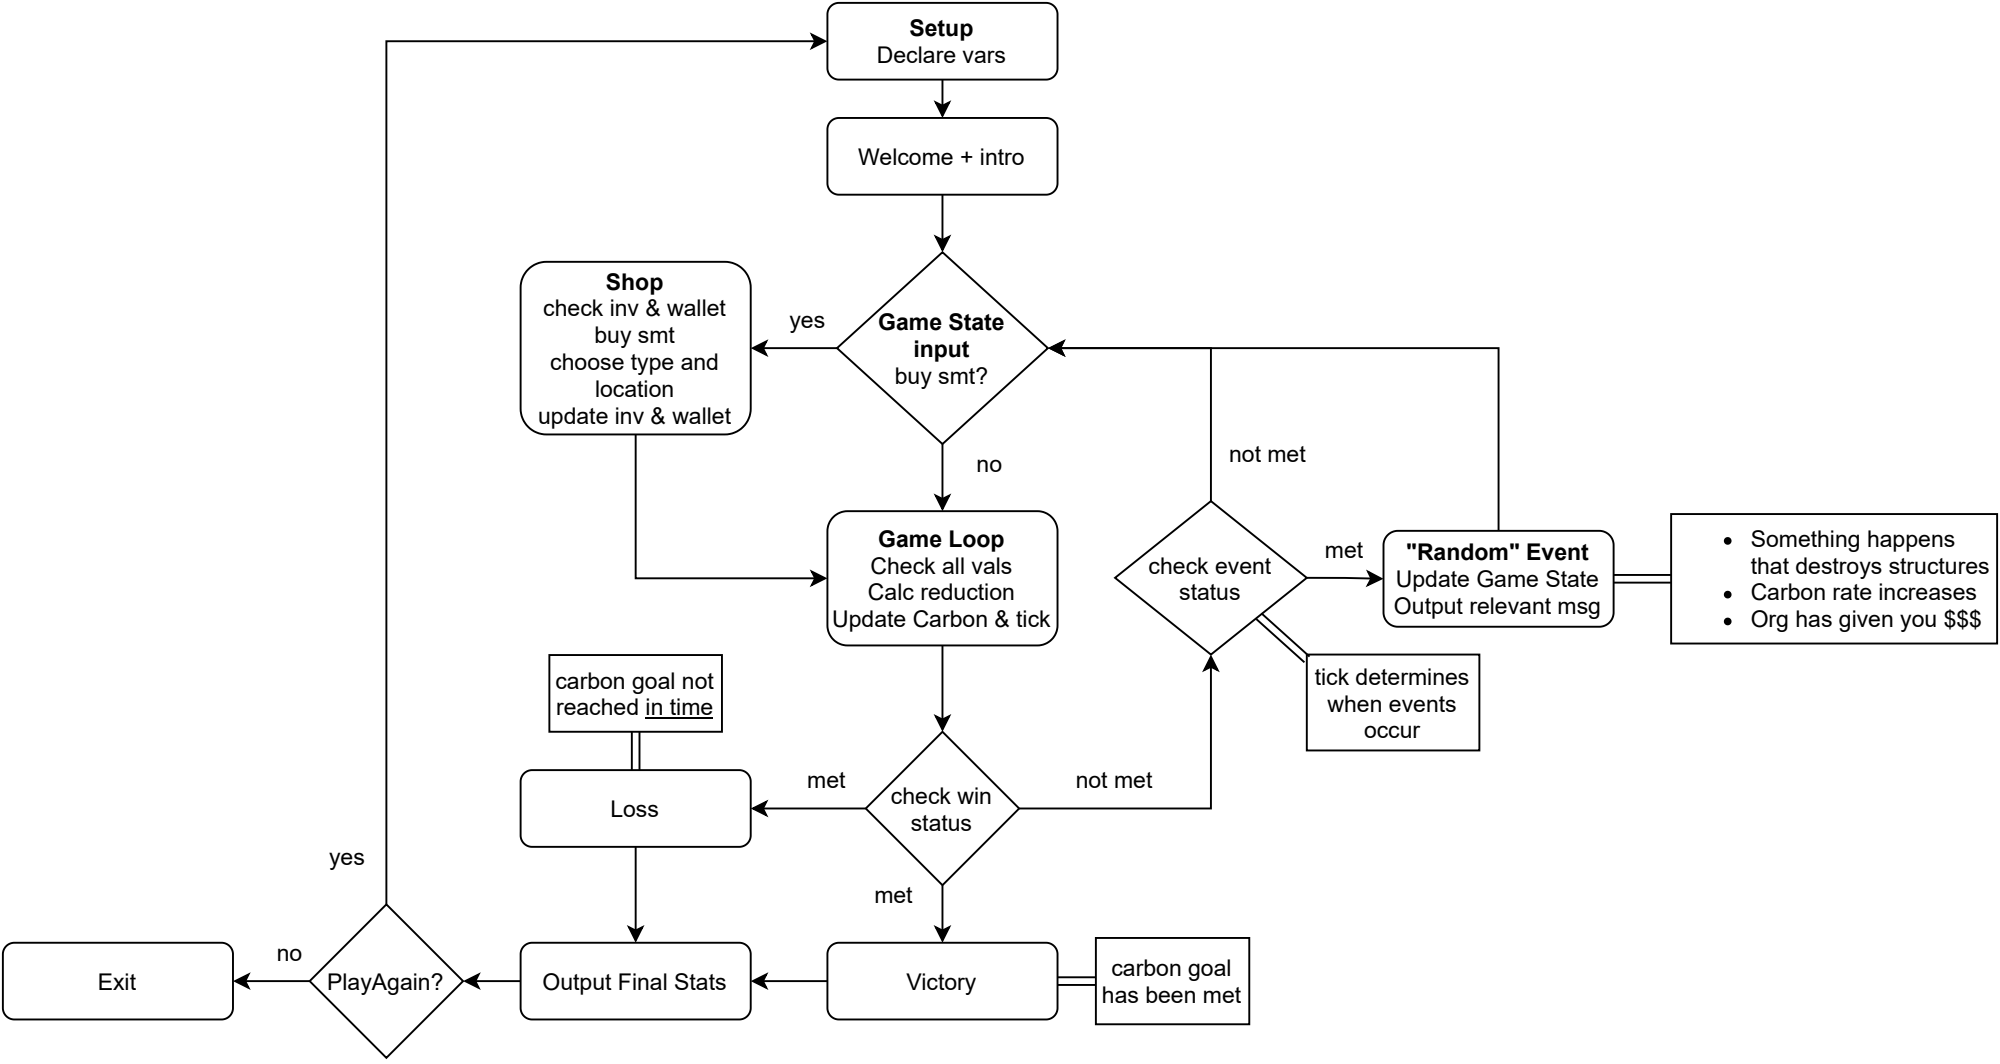 Setup
Declare vars
Welcome + intro
Shop
check inv & wallet
buy smt
choose type and
location
update inv & wallet
yes
Game State
input
buy smt?
no
not met
Game Loop
Check all vals
Calc reduction
Update Carbon & tick
check event
status
met
"Random" Event
Update Game State
Output relevant msg
Something happens
that destroys structures
Carbon rate increases
Org has given you $$$
tick determines
when events
occur
carbon goal not
reached in time
Loss
met
check win
status
not met
met
yes
no
Exit
PlayAgain?
Output Final Stats
Victory
carbon goal
has been met